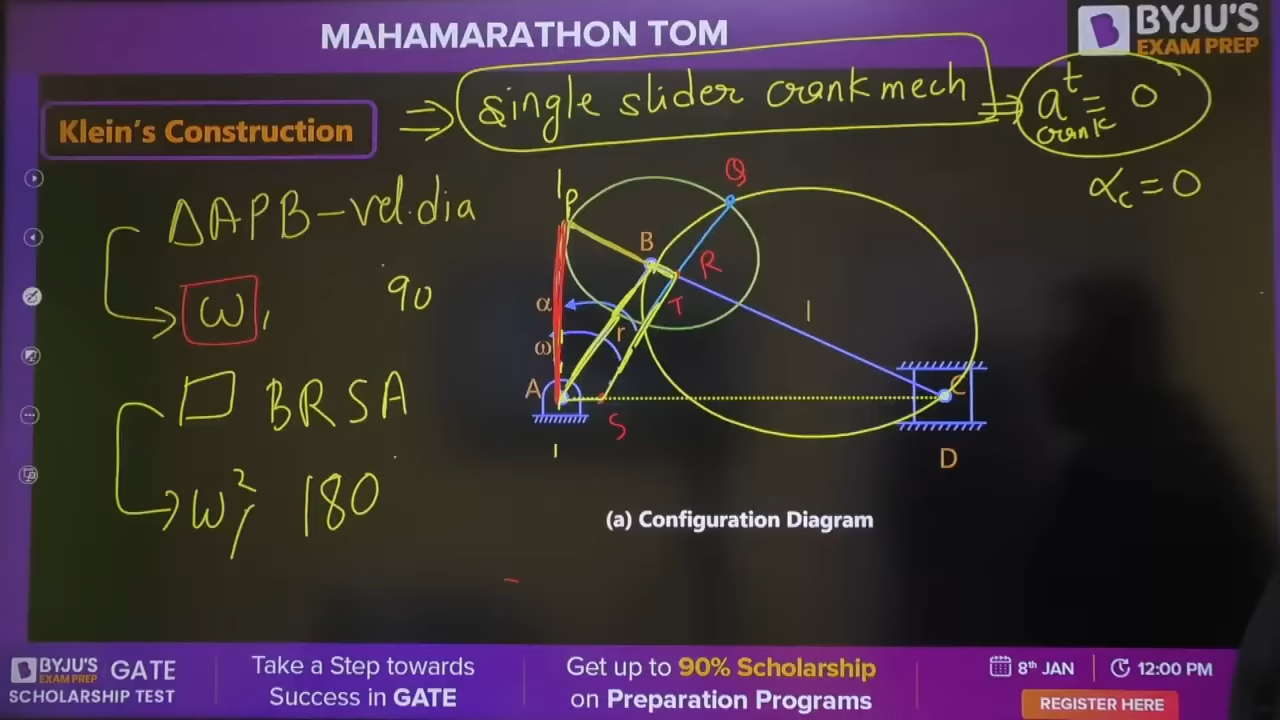 MAHAMARATHON TOM
BYJU'S
EXAM PREP
Klein's Construction
⇒ single slider crank mech ⇒ a^t crank = 0
α_c = 0
ΔAPB - vel. dia
ω, 90
▱ BRSA
ω², 180
P
Q
B
R
T
α
ω
r
l
A
S
C
D
(a) Configuration Diagram
BYJU'S
EXAM PREP
GATE
SCHOLARSHIP TEST
Take a Step towards
Success in GATE
Get up to 90% Scholarship
on Preparation Programs
8th JAN
12:00 PM
REGISTER HERE